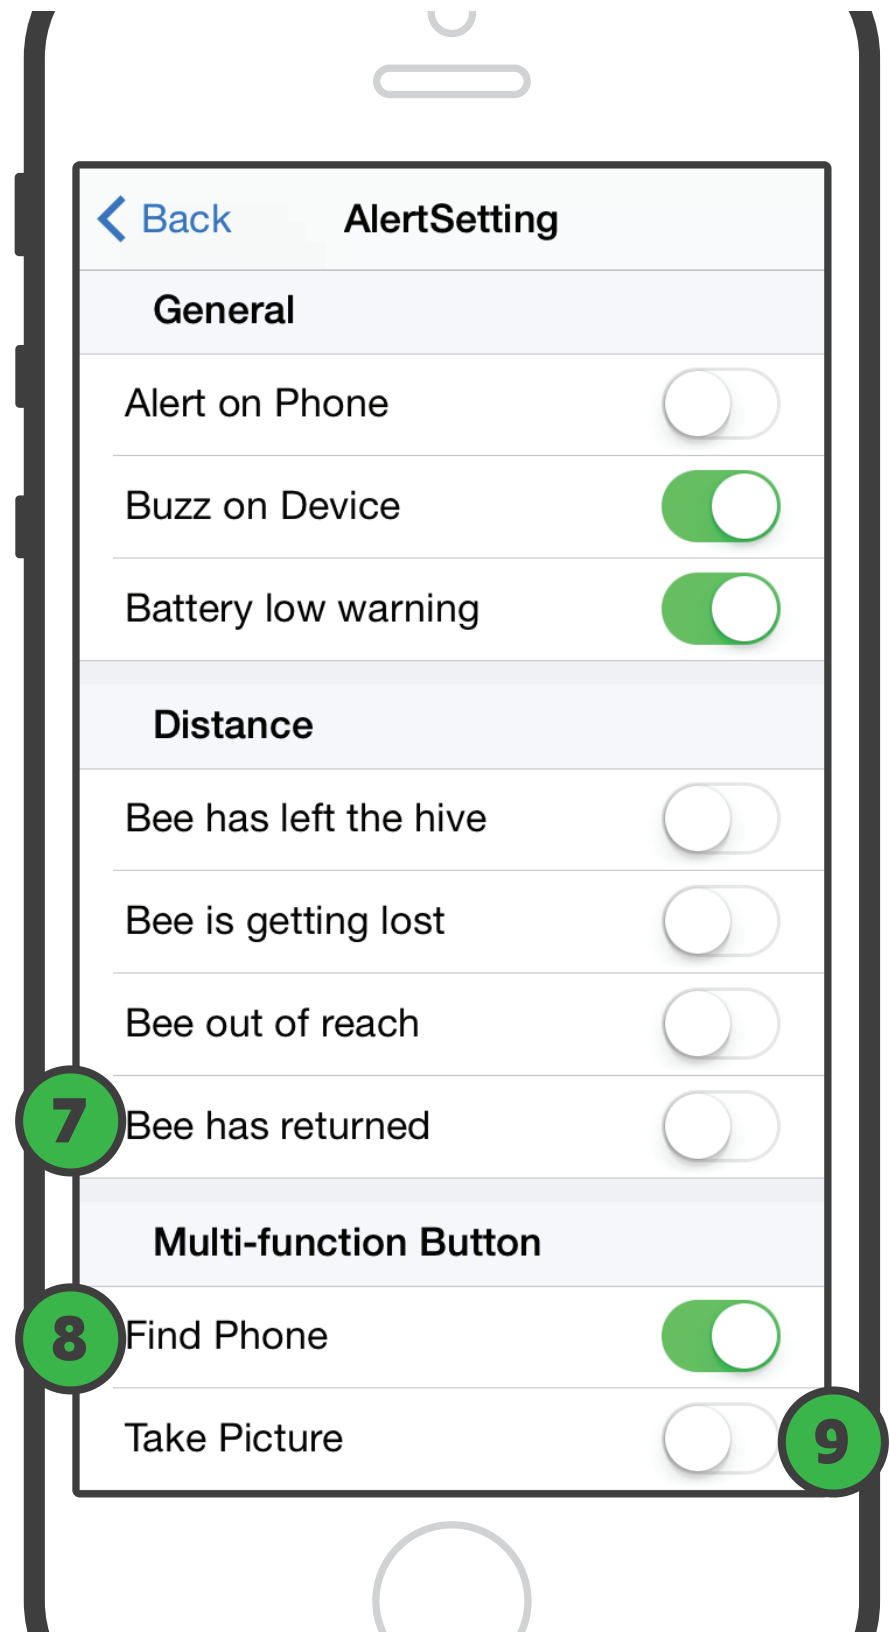 Back AlertSetting
General
Alert on Phone
Buzz on Device
Battery low warning
Distance
Bee has left the hive
Bee is getting lost
Bee out of reach
7 Bee has returned
Multi-function Button
8 Find Phone
Take Picture 9